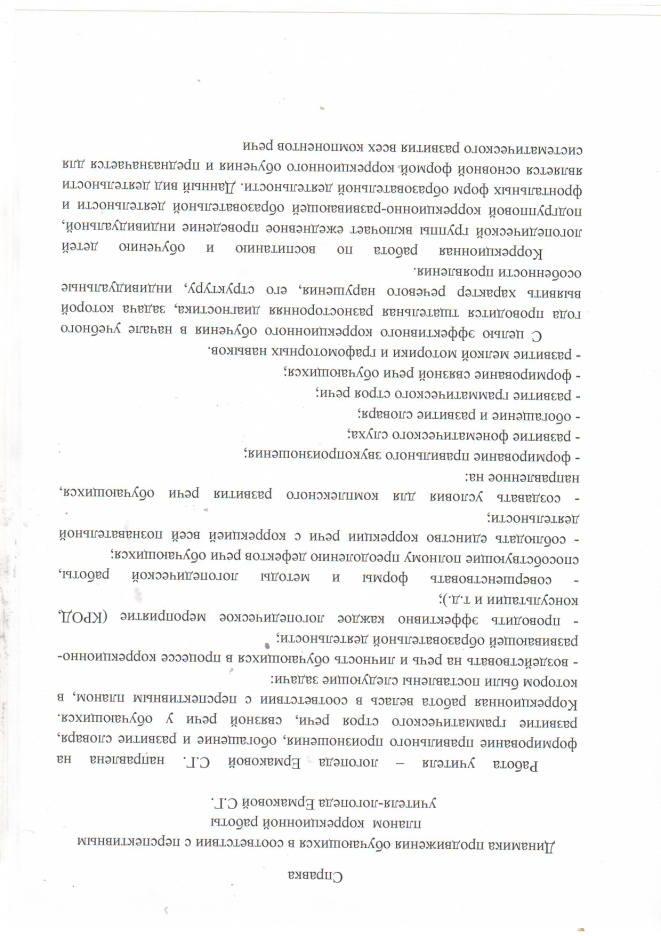 Справка
Динамика продвижения обучающихся в соответствии с перспективным
планом коррекционной работы
учителя-логопеда Ермаковой С.Г.
Работа учителя – логопеда Ермаковой С.Г. направлена на
формирование правильного произношения, обогащение и развитие словаря,
развитие грамматического строя речи, связной речи у обучающихся.
Коррекционная работа велась в соответствии с перспективным планом, в
котором были поставлены следующие задачи:
- воздействовать на речь и личность обучающихся в процессе коррекционно-
развивающей образовательной деятельности;
- проводить эффективно каждое логопедическое мероприятие (КРОД,
консультации и т.д.);
- совершенствовать формы и методы логопедической работы,
способствующие полному преодолению дефектов речи обучающихся;
- соблюдать единство коррекции речи с коррекцией всей познавательной
деятельности;
- создавать условия для комплексного развития речи обучающихся,
направленное на:
- формирование правильного звукопроизношения;
- развитие фонематического слуха;
- обогащение и развитие словаря;
- развитие грамматического строя речи;
- формирование связной речи обучающихся;
- развитие мелкой моторики и графомоторных навыков.
С целью эффективного коррекционного обучения в начале учебного
года проводится тщательная разносторонняя диагностика, задача которой
выявить характер речевого нарушения, его структуру, индивидуальные
особенности проявления.
Коррекционная работа по воспитанию и обучению детей
логопедической группы включает ежедневное проведение индивидуальной,
подгрупповой коррекционно-развивающей образовательной деятельности и
фронтальных форм образовательной деятельности. Данный вид деятельности
является основной формой коррекционного обучения и предназначается для
систематического развития всех компонентов речи